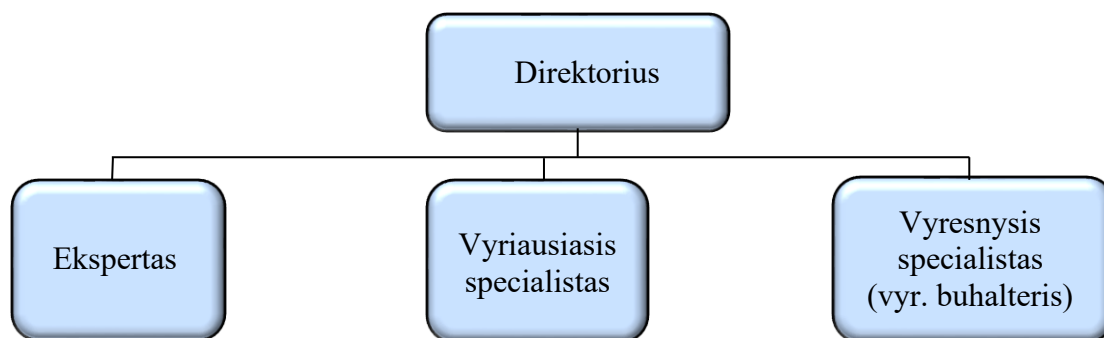 Direktorius
Ekspertas
Vyriausiasis
specialistas
Vyresnysis
specialistas
(vyr. buhalteris)